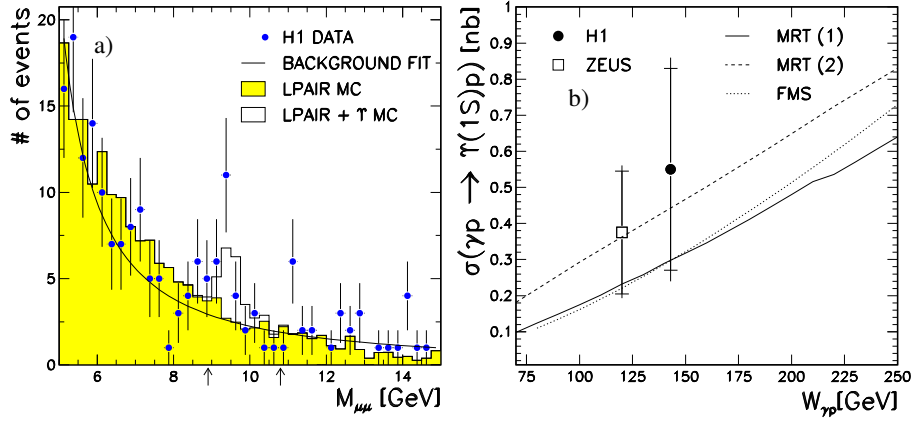 # of events
20
15
10
5
0
a)
H1 DATA
BACKGROUND FIT
LPAIR MC
LPAIR + ϒ MC
6 8 10 12 14
↑ ↑
Mμμ [GeV]
σ(γp → ϒ(1S)p) [nb]
1
0.9
0.8
0.7
0.6
0.5
0.4
0.3
0.2
0.1
H1
ZEUS
MRT (1)
MRT (2)
FMS
b)
75 100 125 150 175 200 225 250
Wγp[GeV]